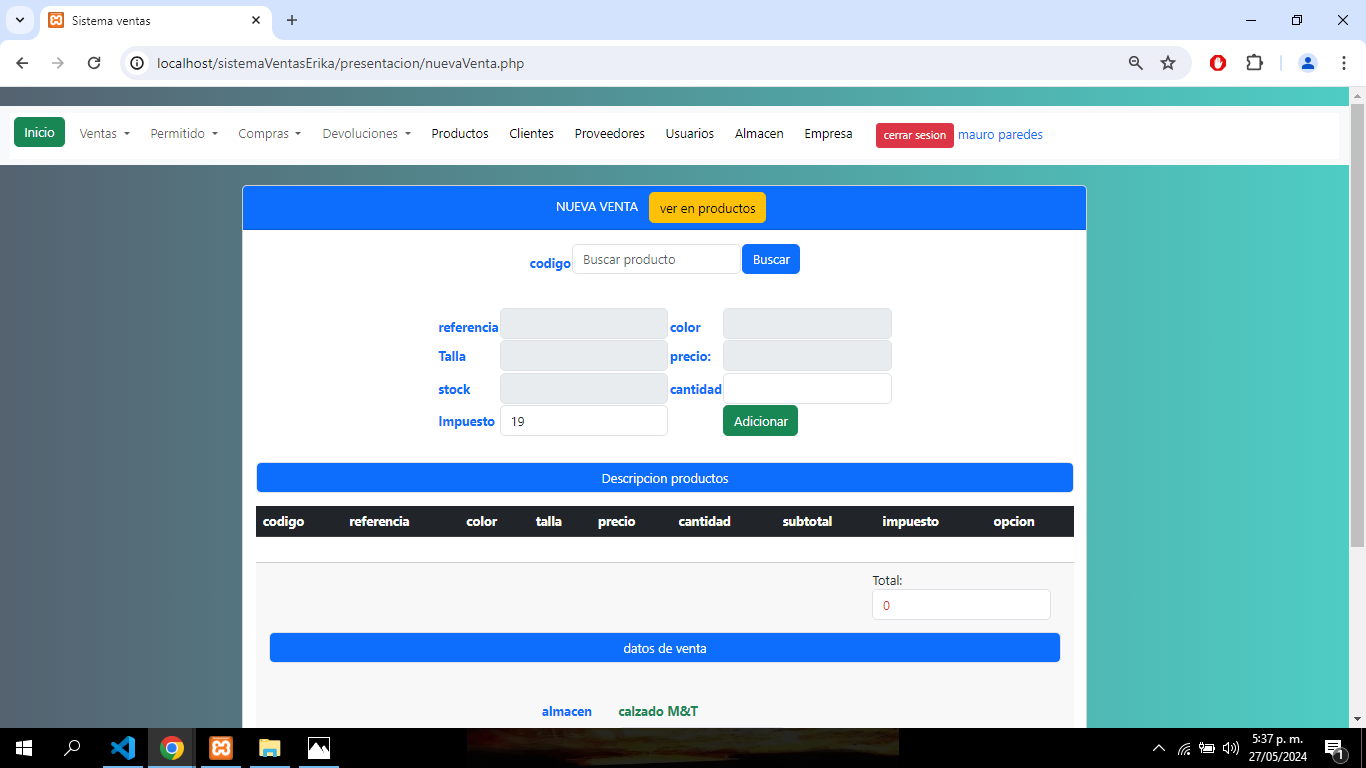 Sistema ventas
localhost/sistemaVentasErika/presentacion/nuevaVenta.php
Inicio Ventas Permitido Compras Devoluciones Productos Clientes Proveedores Usuarios Almacen Empresa cerrar sesion mauro paredes
NUEVA VENTA ver en productos
codigo Buscar producto Buscar
referencia color
Talla precio:
stock cantidad
Impuesto 19 Adicionar
Descripcion productos
codigo referencia color talla precio cantidad subtotal impuesto opcion
Total:
0
datos de venta
almacen calzado M&T
5:37 p. m.
27/05/2024
1